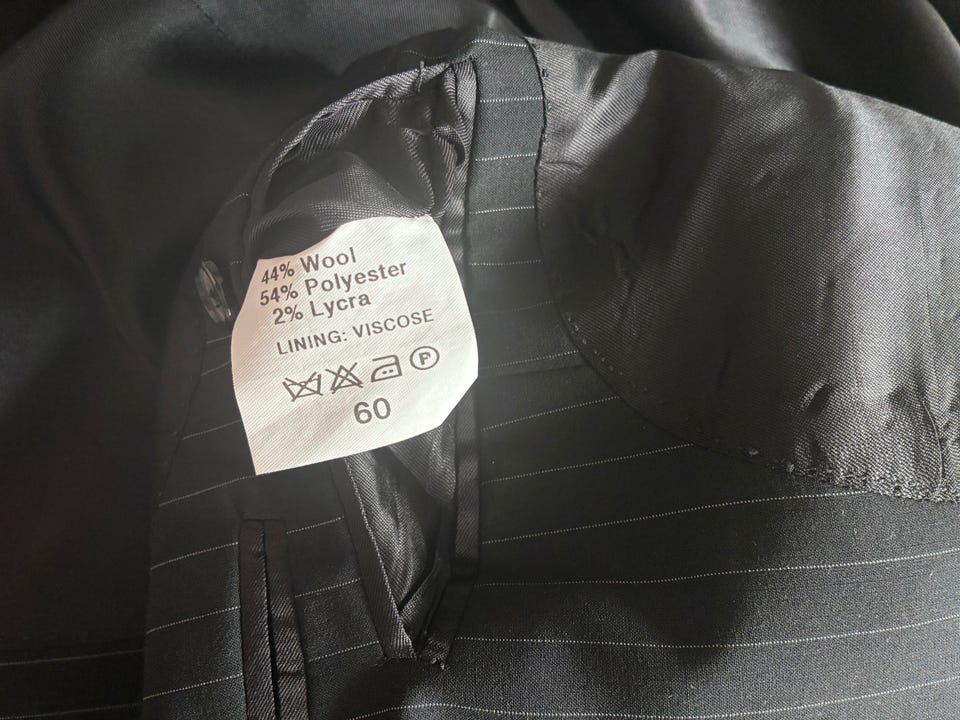 44% Wool
54% Polyester
2% Lycra
LINING: VISCOSE
P
60